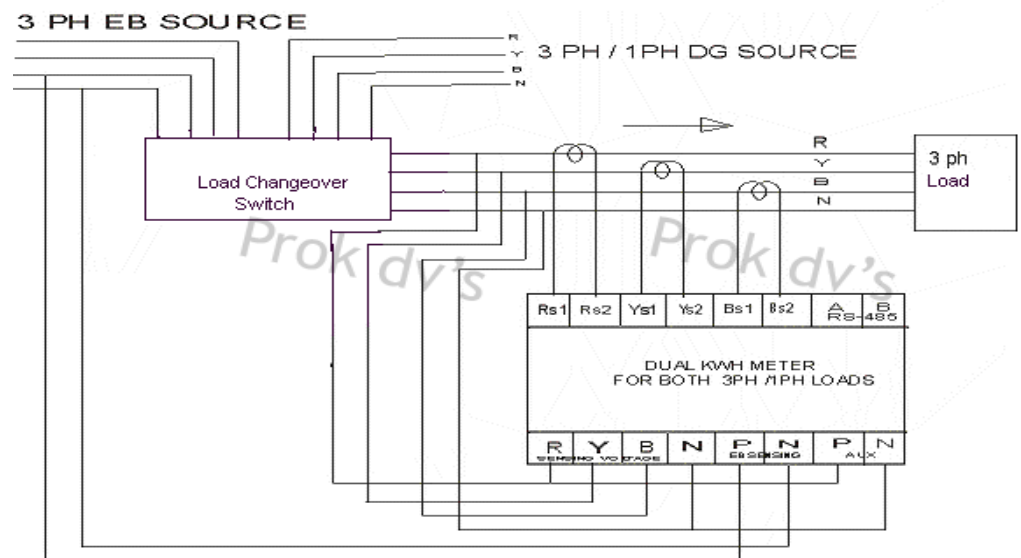 3 PH EB SOURCE
R
Y
B
N
3 PH / 1PH DG SOURCE
Load Changeover
Switch
R
Y
B
N
3 ph
Load
Prok dv's
Prok dv's
Rs1 Rs2 Ys1 Ys2 Bs1 Bs2 A B
RS-485
DUAL KWH METER
FOR BOTH 3PH /1PH LOADS
R Y B N P N P N
SENSING VOLTAGE EB SENSING AUX